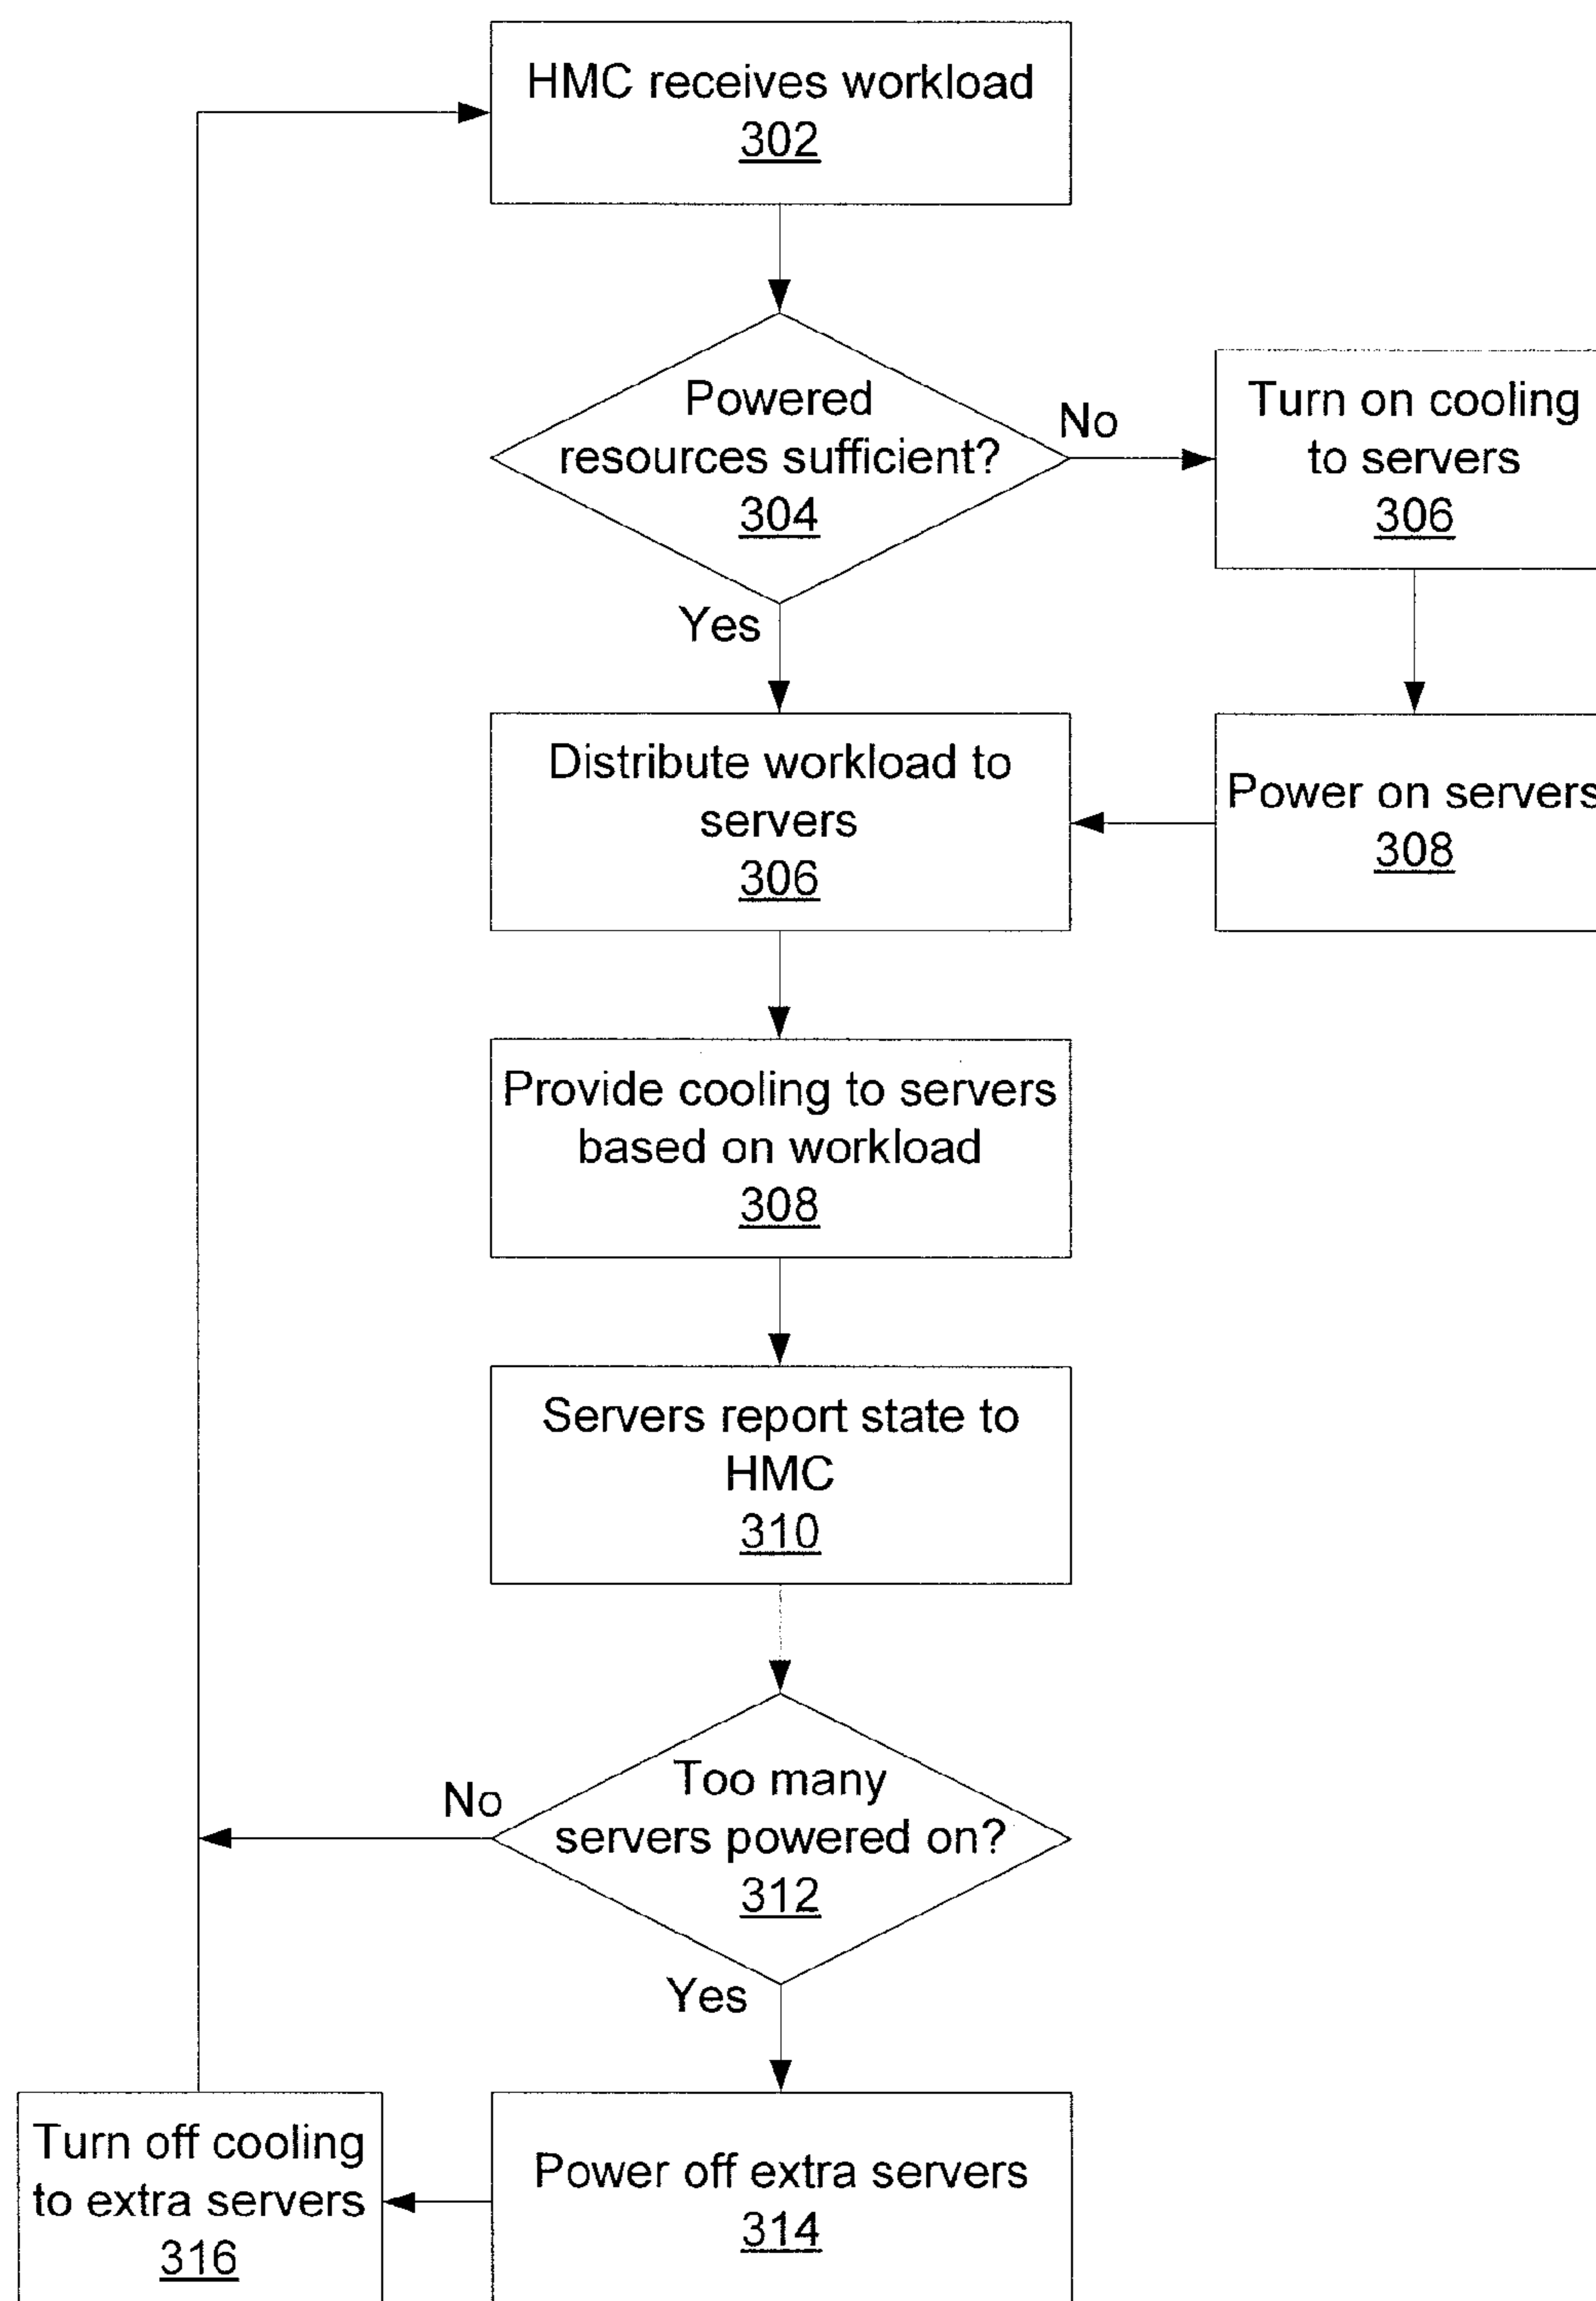 HMC receives workload
302
Powered
resources sufficient?
304
No
Turn on cooling
to servers
306
Yes
Distribute workload to
servers
306
Power on servers
308
Provide cooling to servers
based on workload
308
Servers report state to
HMC
310
Too many
servers powered on?
312
No
Yes
Turn off cooling
to extra servers
316
Power off extra servers
314